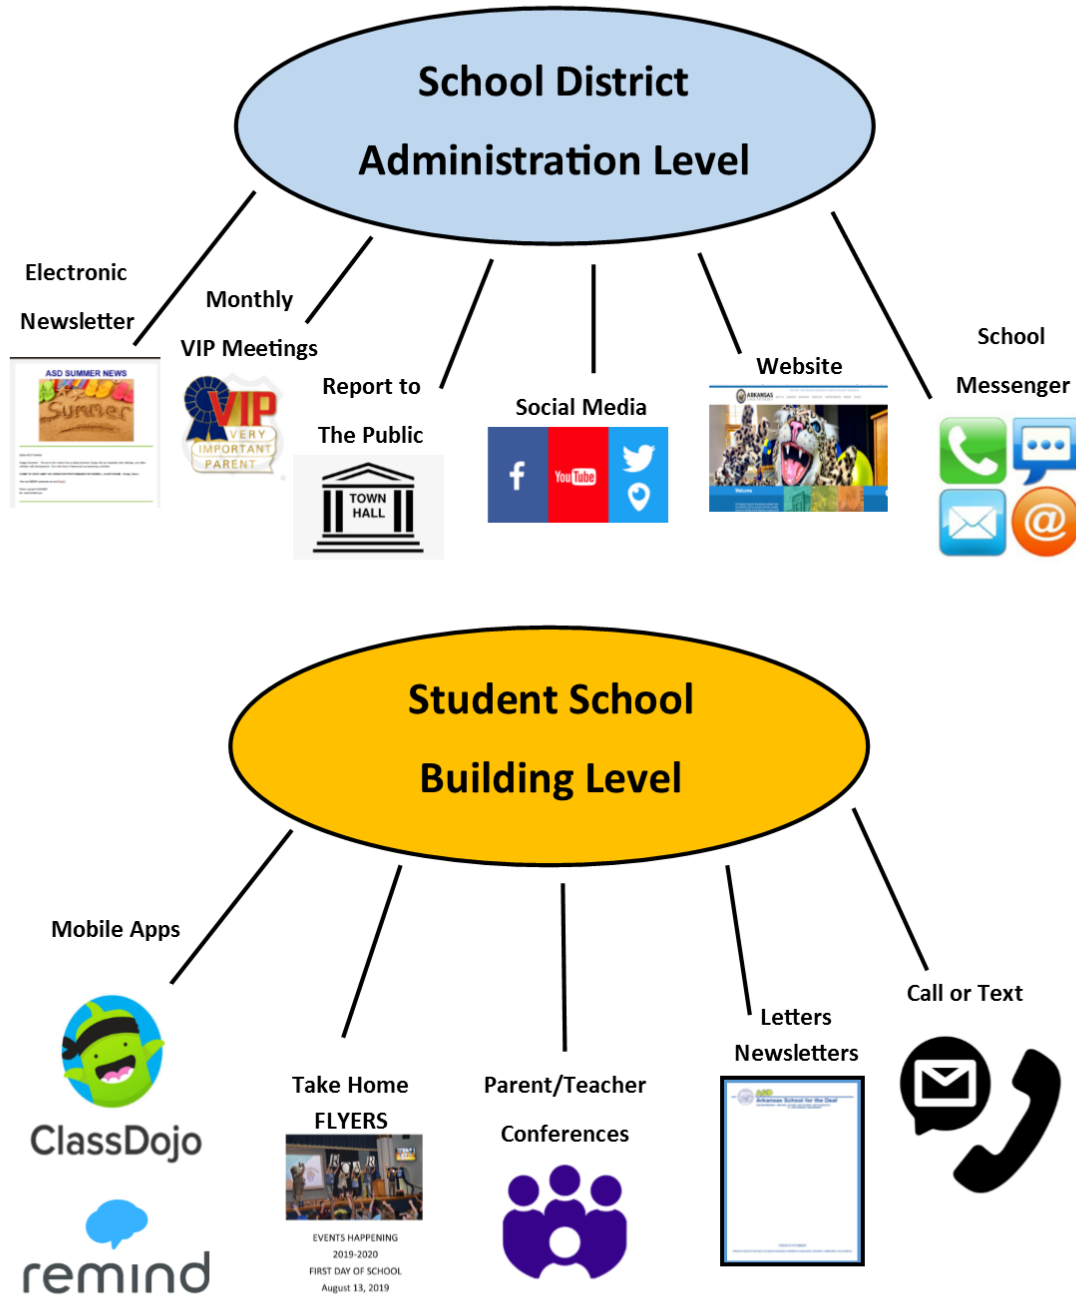 School District
Administration Level
Electronic
Newsletter
ASD SUMMER NEWS
Summer
Monthly
VIP Meetings
VIP
VERY
IMPORTANT
PARENT
Report to
The Public
TOWN
HALL
Social Media
f
You Tube
Website
ARKANSAS
Welcome
School
Messenger
@
Student School
Building Level
Mobile Apps
ClassDojo
remind
Take Home
FLYERS
EVENTS HAPPENING
2019-2020
FIRST DAY OF SCHOOL
August 13, 2019
Parent/Teacher
Conferences
Letters
Newsletters
ASD
Arkansas School for the Deaf
Call or Text